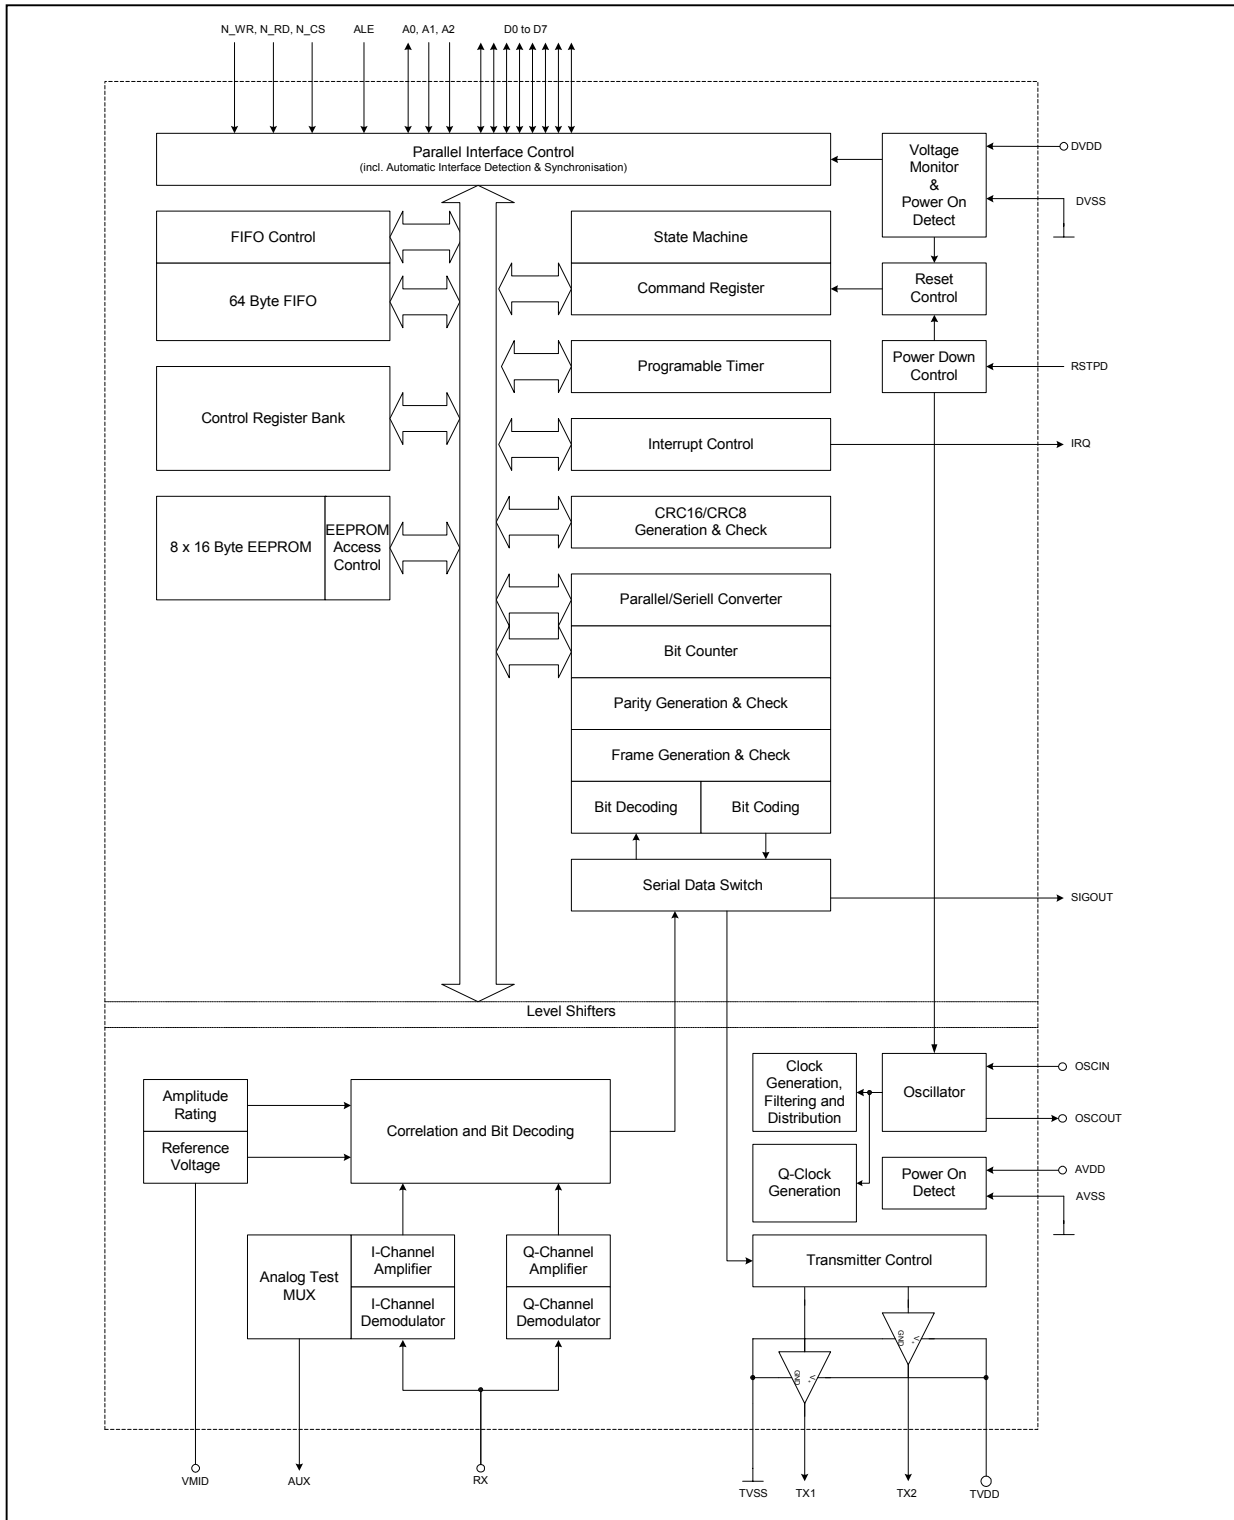 N_WR, N_RD, N_CS
ALE
A0, A1, A2
D0 to D7
Parallel Interface Control
(incl. Automatic Interface Detection & Synchronisation)
Voltage
Monitor
&
Power On
Detect
DVDD
DVSS
FIFO Control
64 Byte FIFO
State Machine
Command Register
Reset
Control
Programable Timer
Power Down
Control
RSTPD
Control Register Bank
Interrupt Control
IRQ
8 x 16 Byte EEPROM
EEPROM
Access
Control
CRC16/CRC8
Generation & Check
Parallel/Seriell Converter
Bit Counter
Parity Generation & Check
Frame Generation & Check
Bit Decoding
Bit Coding
Serial Data Switch
SIGOUT
Level Shifters
Amplitude
Rating
Reference
Voltage
Correlation and Bit Decoding
Clock
Generation,
Filtering and
Distribution
Oscillator
OSCIN
OSCOUT
Q-Clock
Generation
Power On
Detect
AVDD
AVSS
Analog Test
MUX
I-Channel
Amplifier
I-Channel
Demodulator
Q-Channel
Amplifier
Q-Channel
Demodulator
Transmitter Control
V+
GND
V+
GND
VMID
AUX
RX
TVSS
TX1
TX2
TVDD